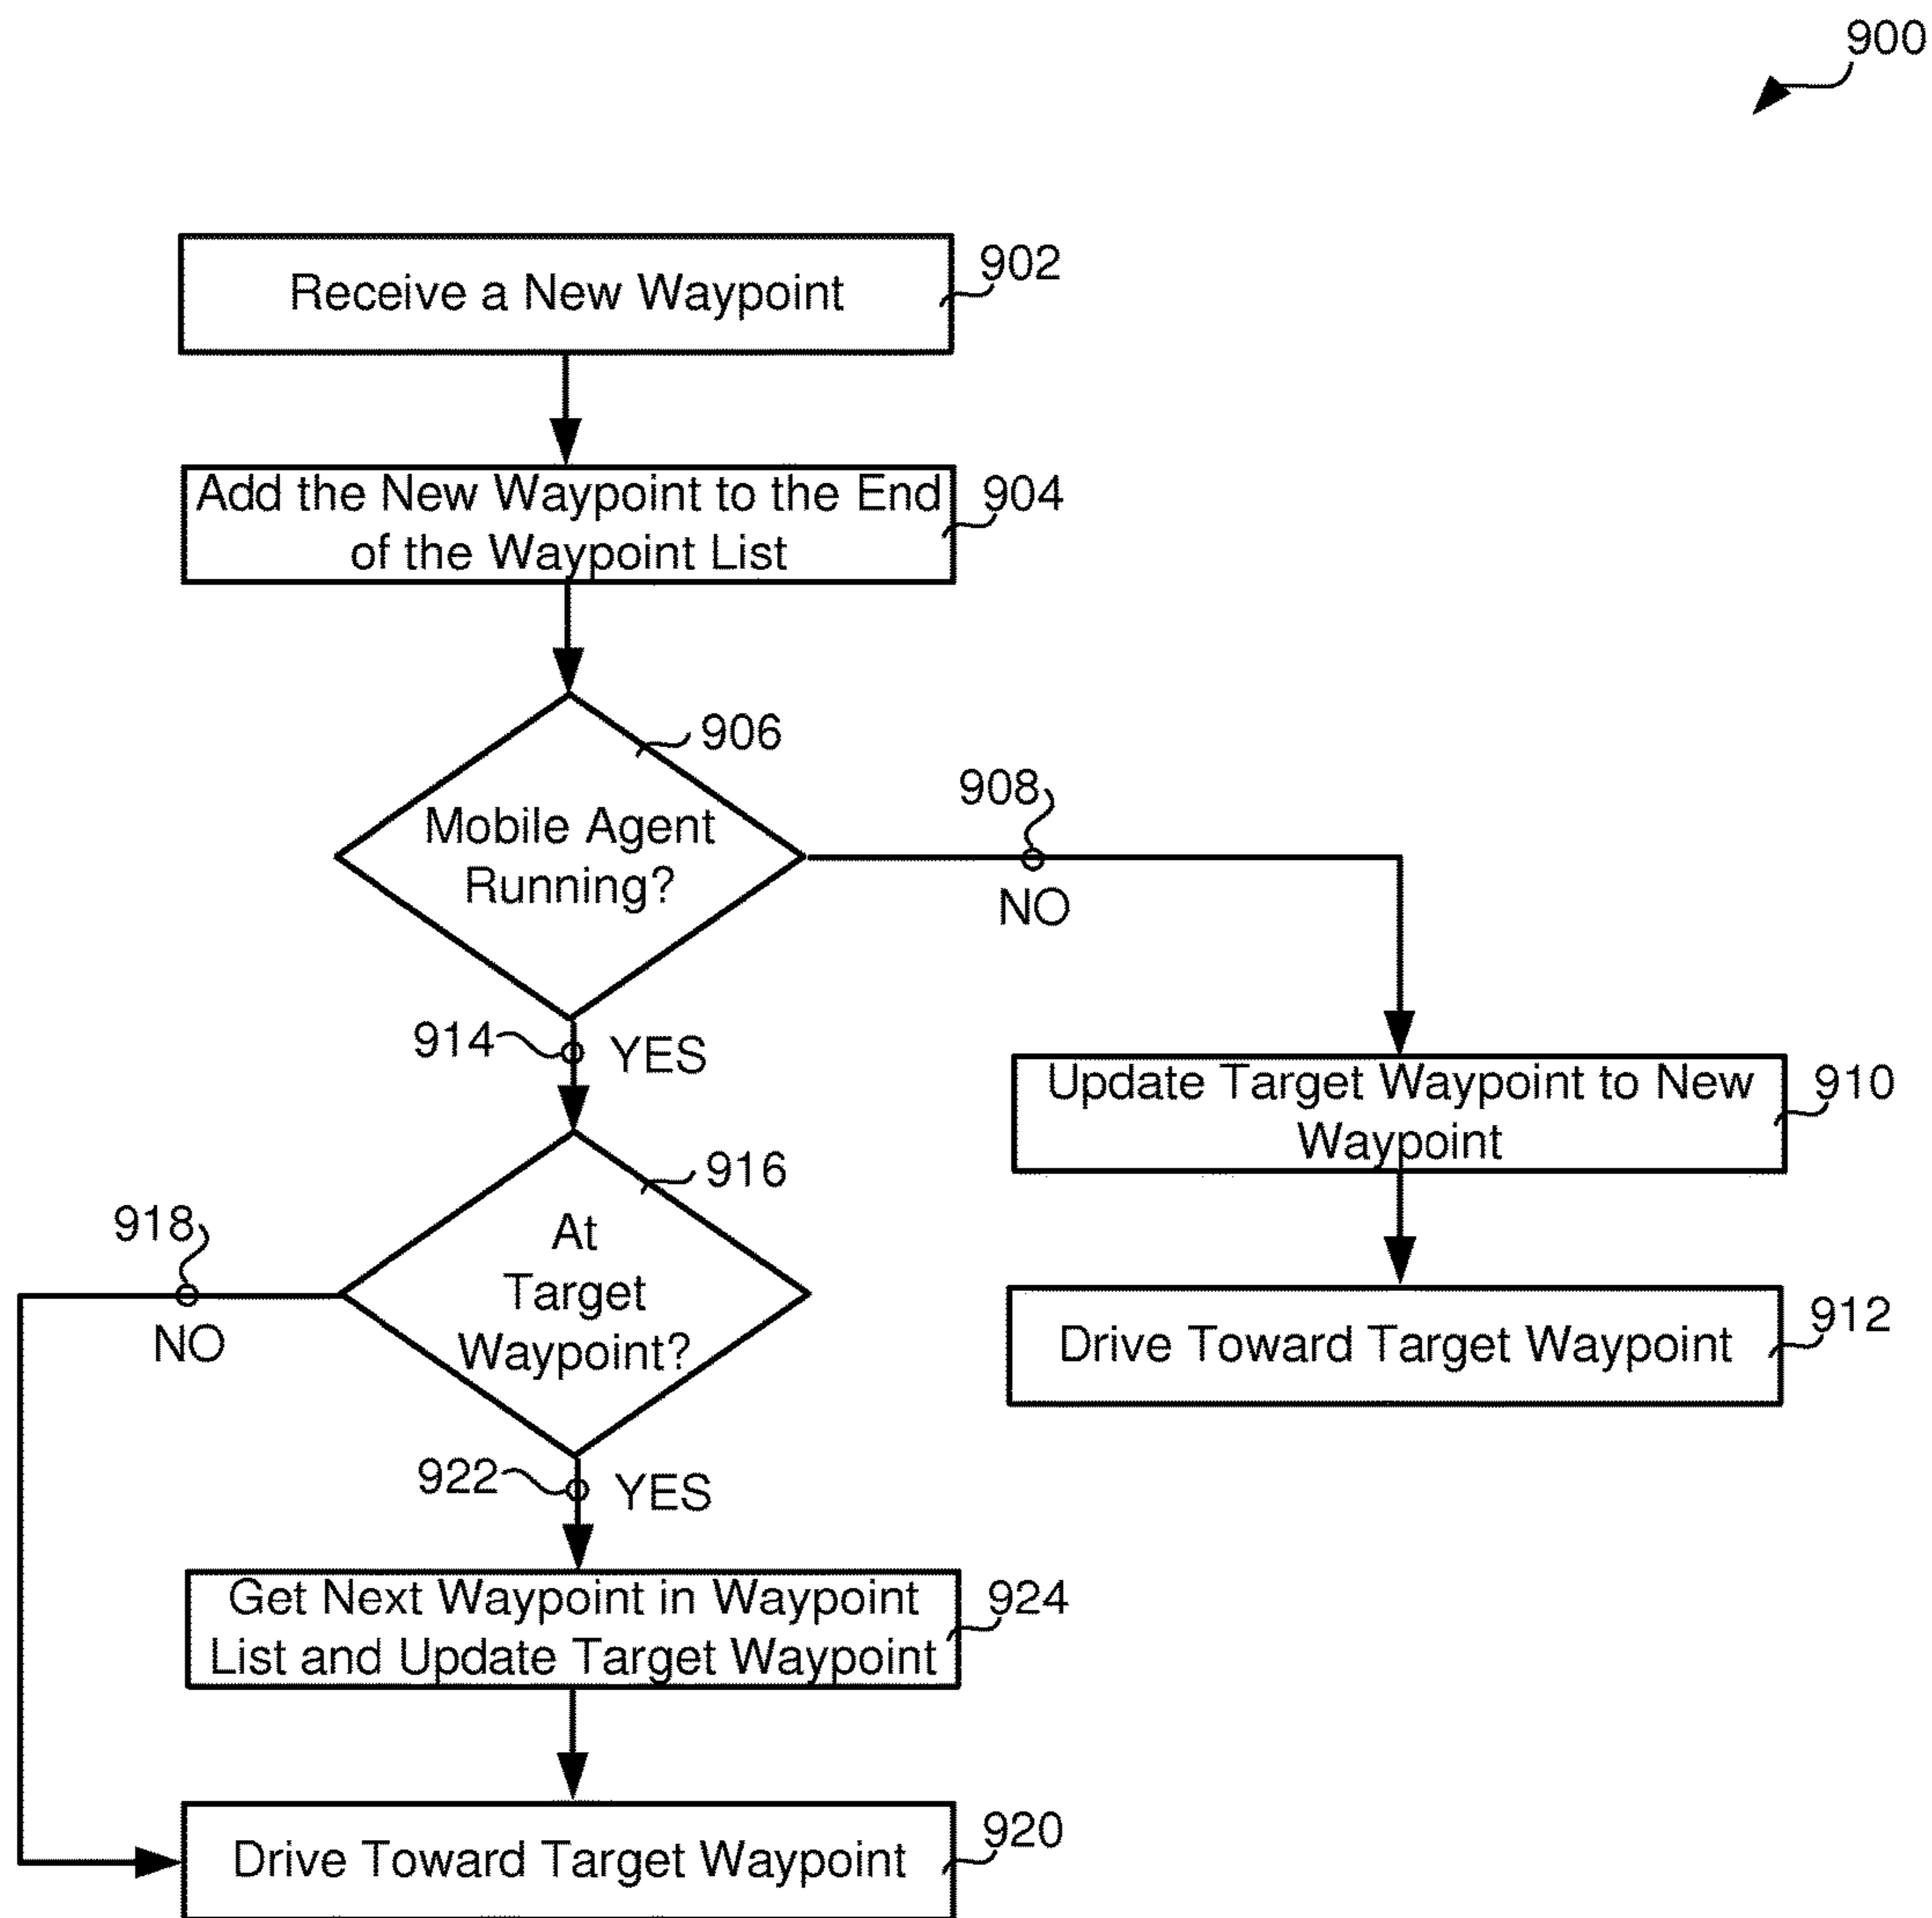 900
Receive a New Waypoint
902
Add the New Waypoint to the End
of the Waypoint List
904
906
Mobile Agent
Running?
908
NO
914
YES
Update Target Waypoint to New
Waypoint
910
916
At
Target
Waypoint?
918
NO
Drive Toward Target Waypoint
912
922
YES
Get Next Waypoint in Waypoint
List and Update Target Waypoint
924
Drive Toward Target Waypoint
920